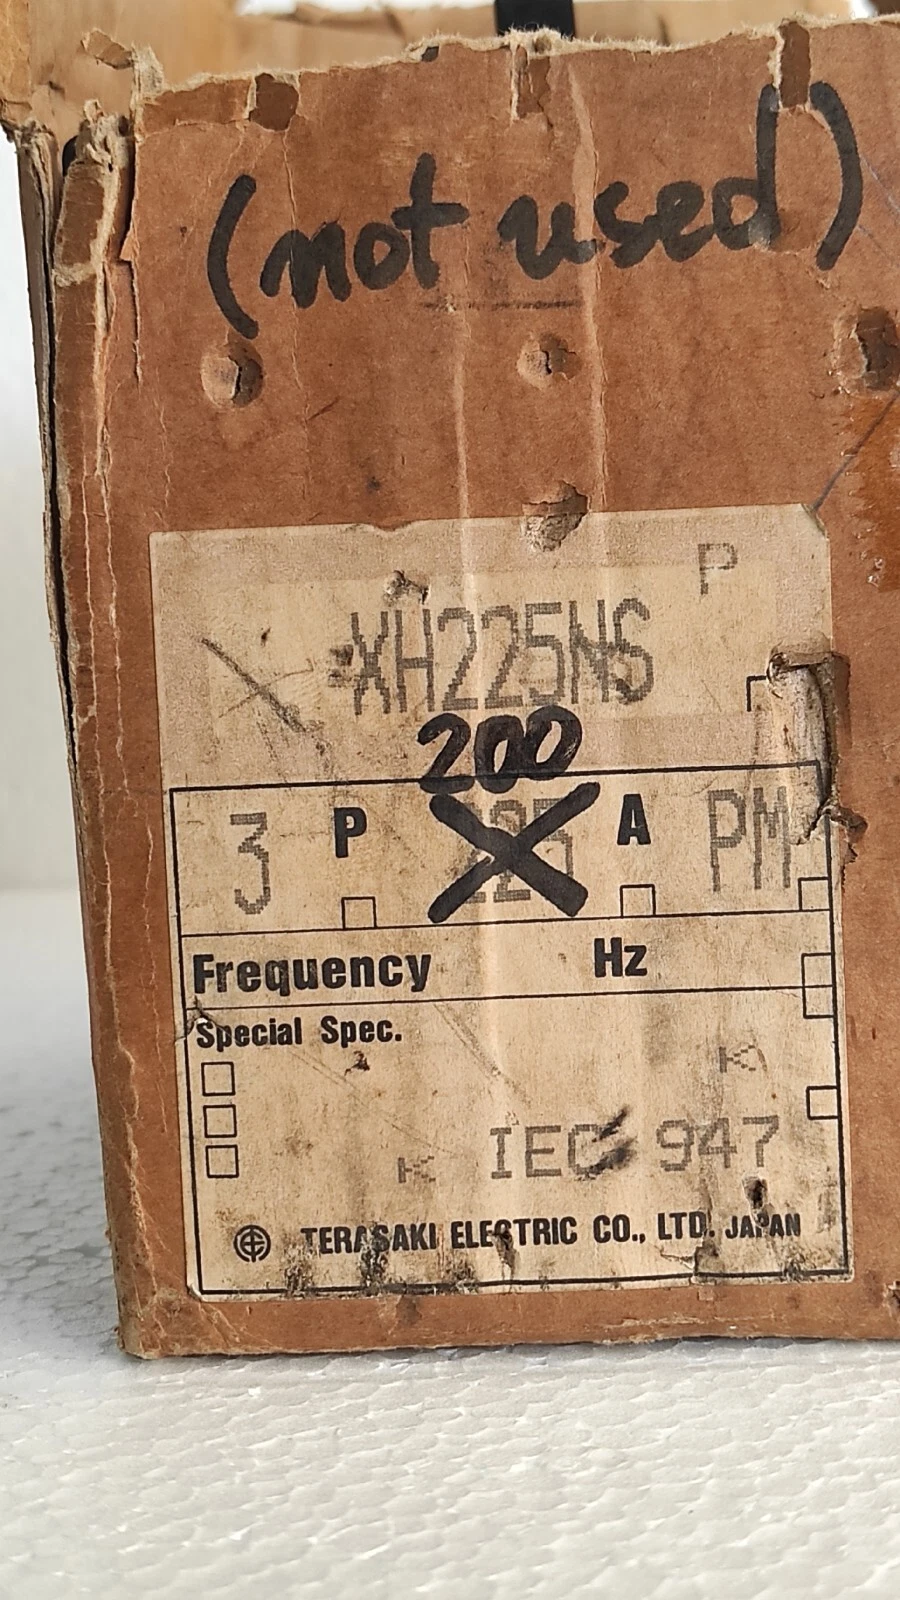 (not used)
P
XH225NS
200
3 P 225 A PM
Frequency Hz
Special Spec.
K
K IEC 947
TERASAKI ELECTRIC CO., LTD. JAPAN